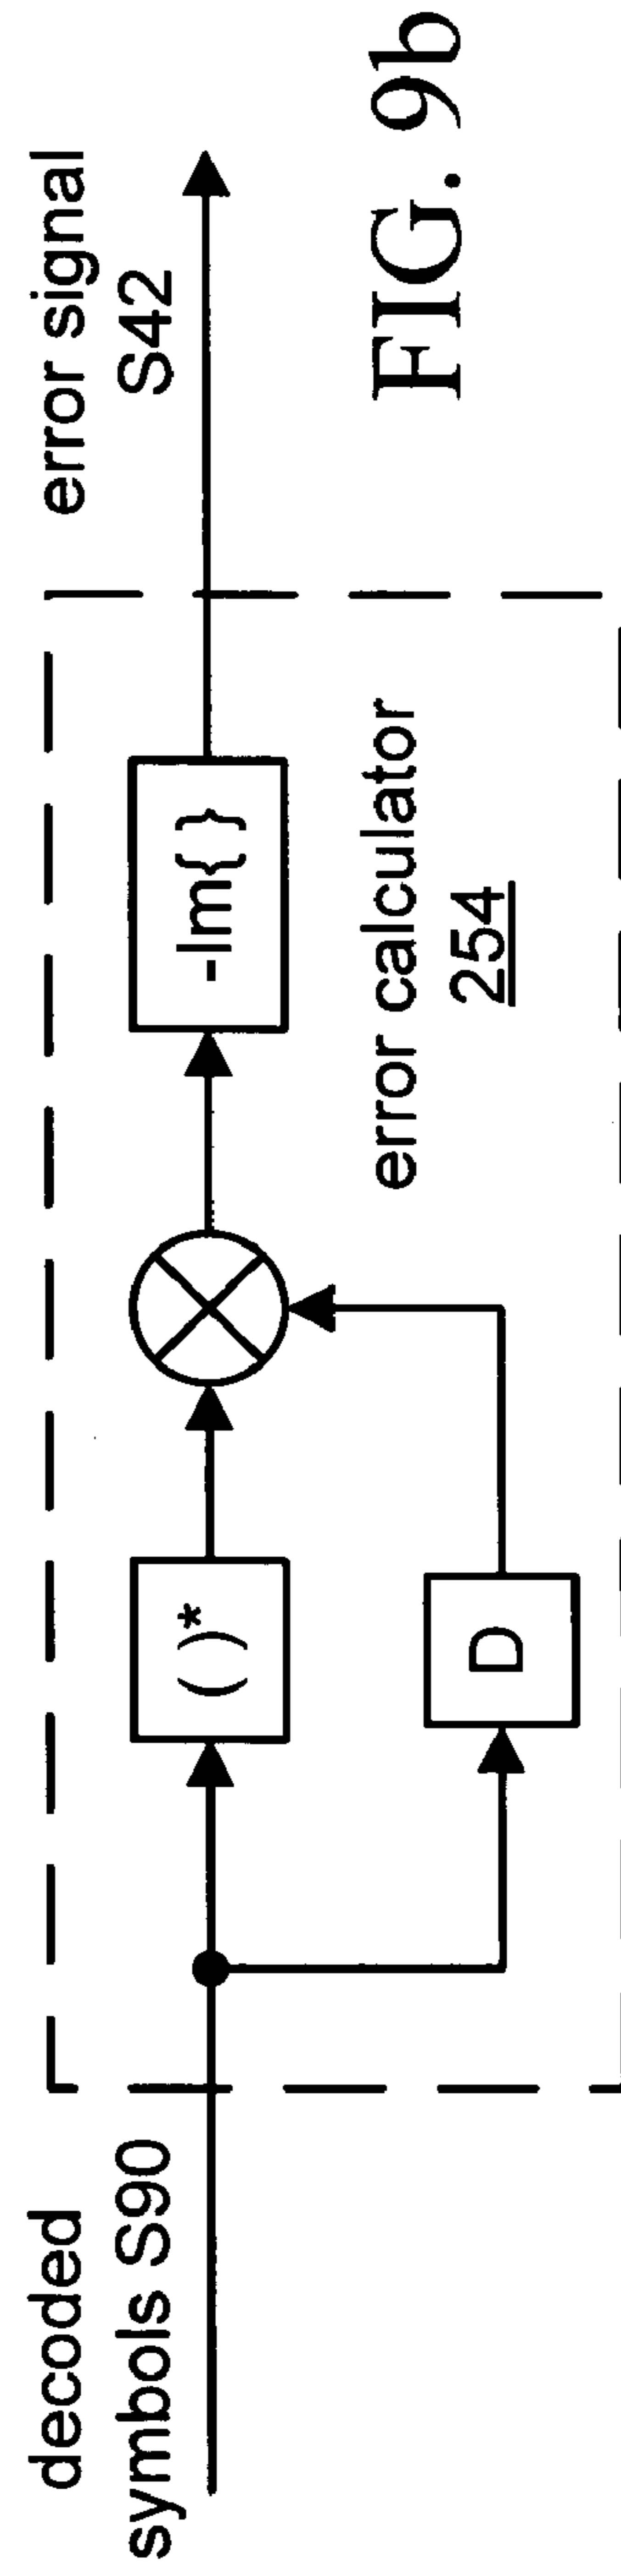 decoded
symbols S90
( )*
D
-Im{ }
error calculator
254
error signal
S42
FIG. 9b